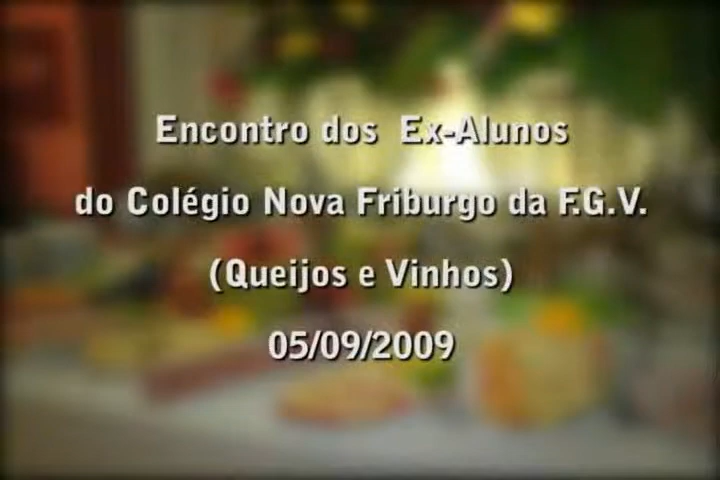 Encontro dos Ex-Alunos
do Colégio Nova Friburgo da F.G.V.
(Queijos e Vinhos)
05/09/2009